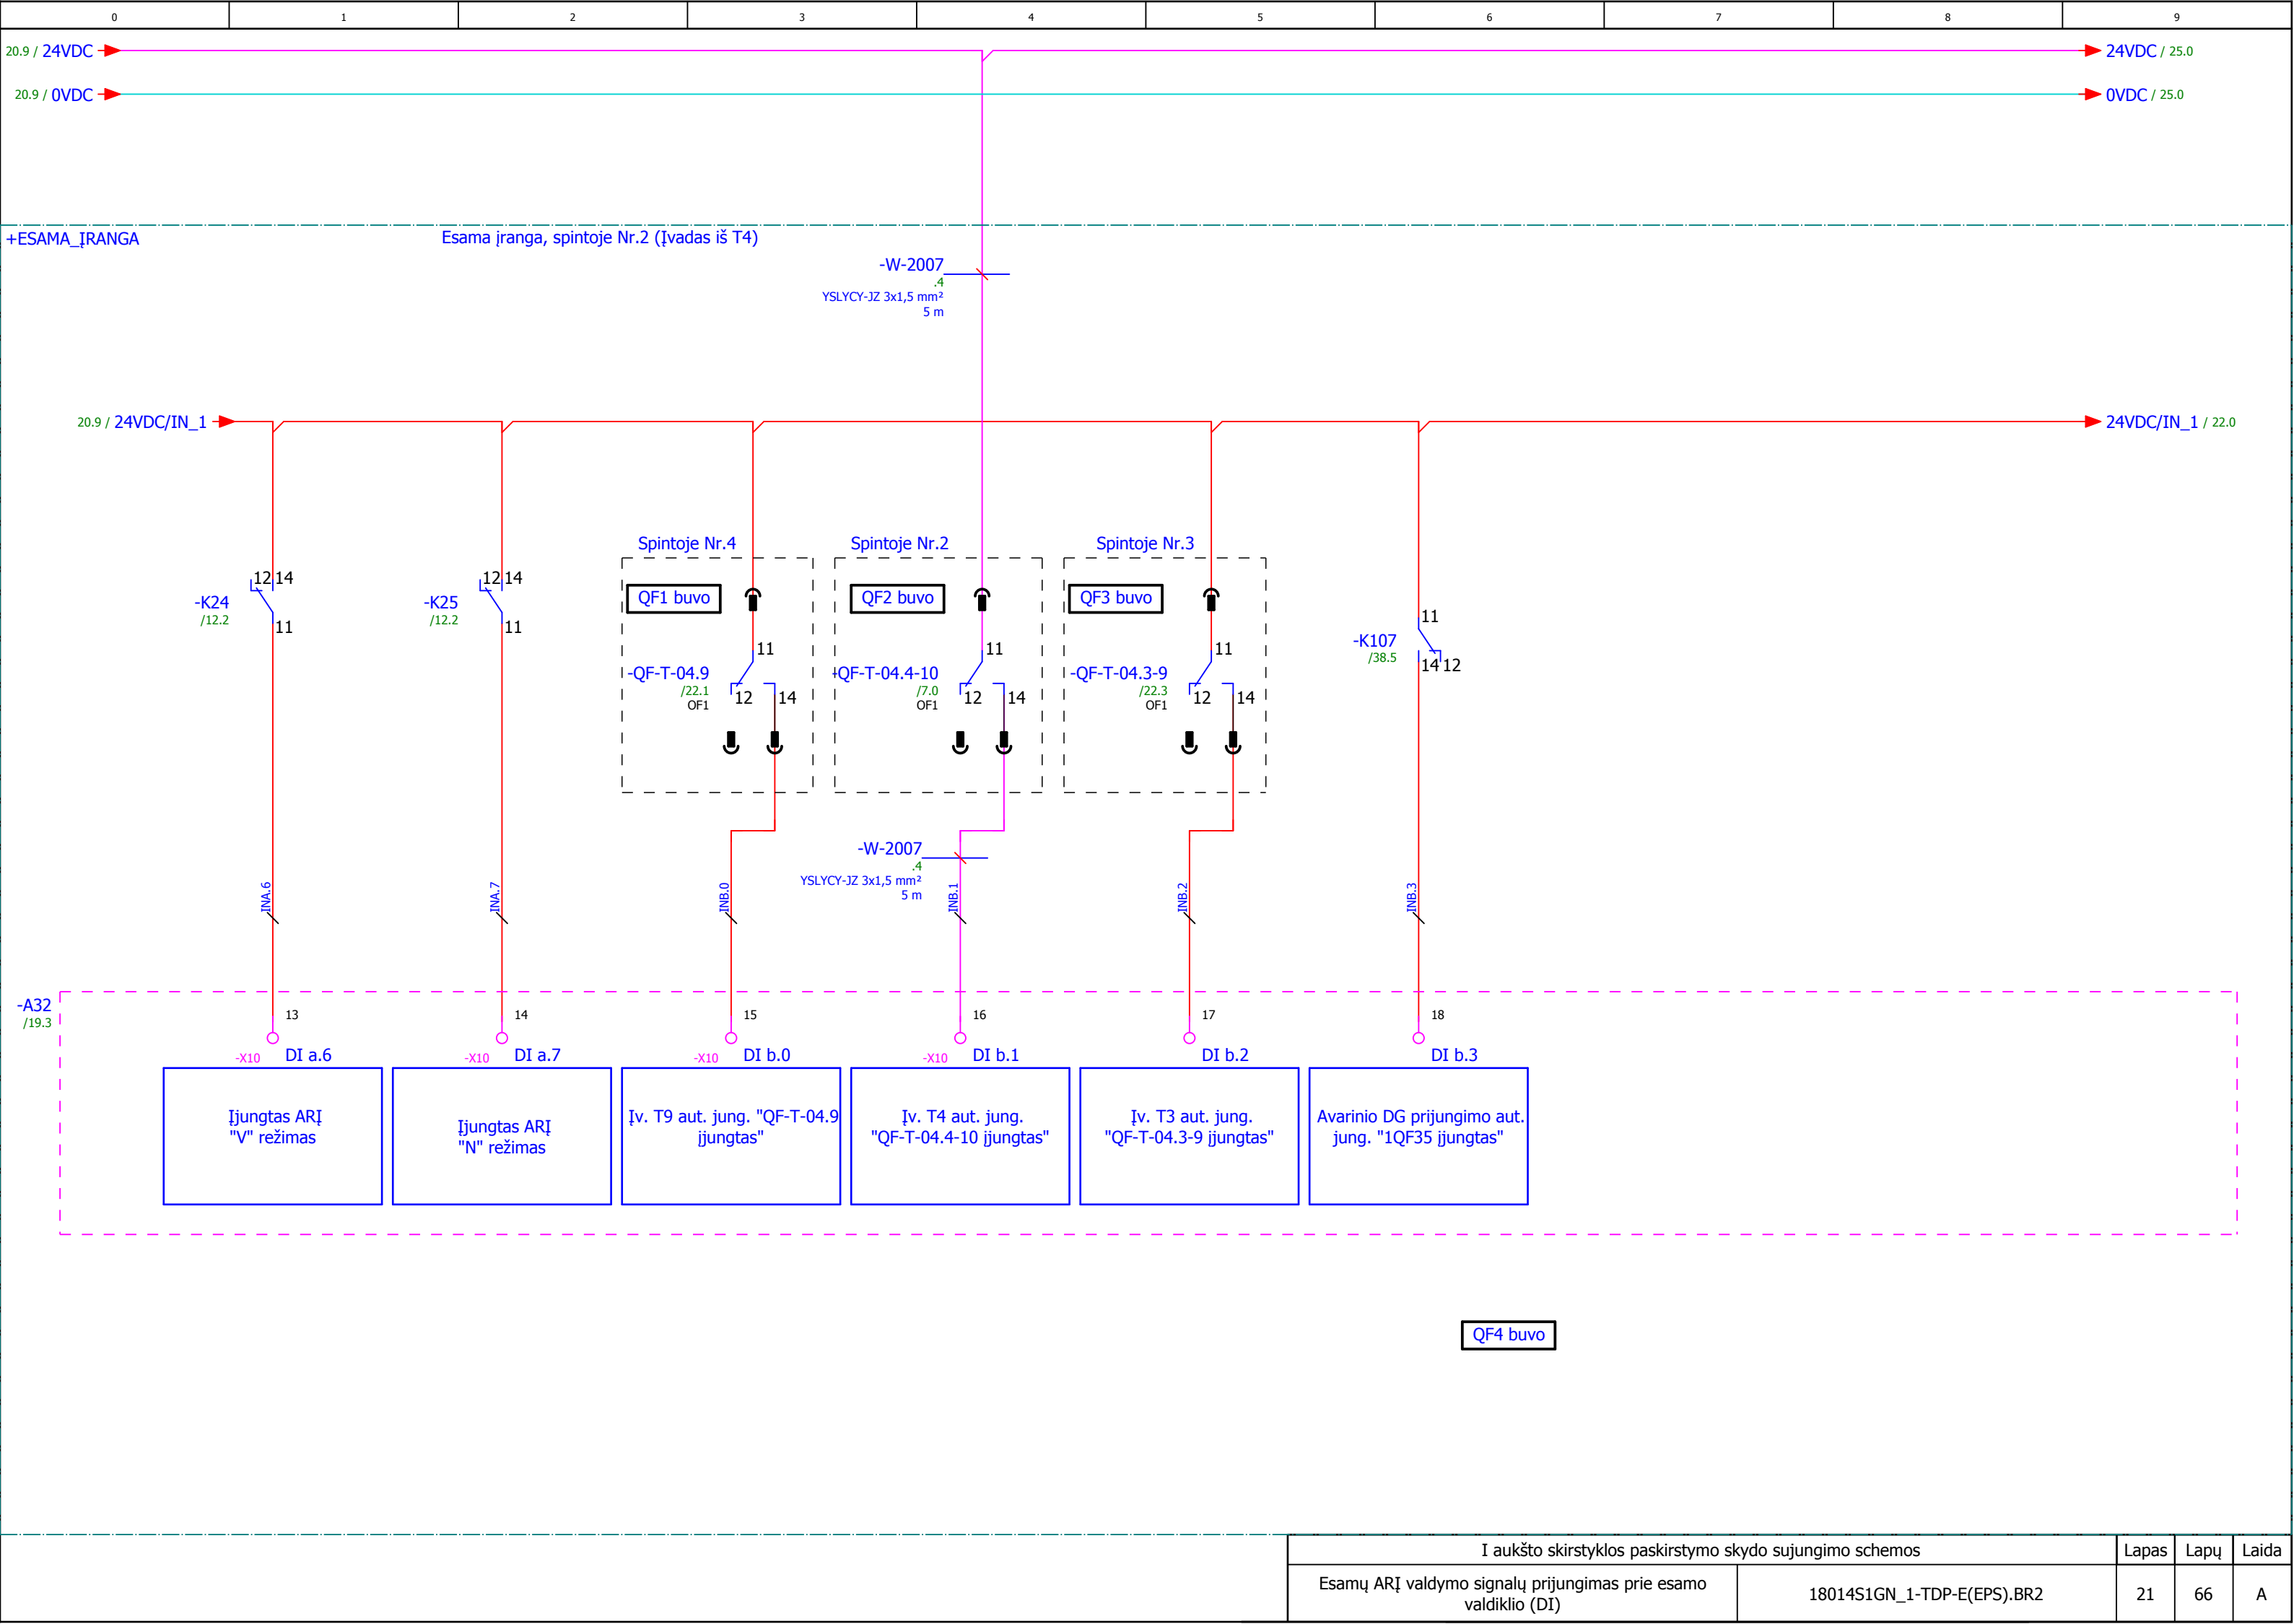 0 1 2 3 4 5 6 7 8 9
20.9 / 24VDC
24VDC / 25.0
20.9 / 0VDC
0VDC / 25.0
+ESAMA_ĮRANGA
Esama įranga, spintoje Nr.2 (Įvadas iš T4)
-W-2007
.4
YSLYCY-JZ 3x1,5 mm²
5 m
20.9 / 24VDC/IN_1
24VDC/IN_1 / 22.0
Spintoje Nr.4
Spintoje Nr.2
Spintoje Nr.3
12 14
-K24
/12.2
11
12 14
-K25
/12.2
11
QF1 buvo
11
-QF-T-04.9
/22.1
OF1
12 14
QF2 buvo
11
-QF-T-04.4-10
/7.0
OF1
12 14
QF3 buvo
11
-QF-T-04.3-9
/22.3
OF1
12 14
11
-K107
/38.5
14 12
-W-2007
.4
YSLYCY-JZ 3x1,5 mm²
5 m
INA.6
INA.7
INB.0
INB.1
INB.2
INB.3
-A32
/19.3
13
14
15
16
17
18
-X10 DI a.6
-X10 DI a.7
-X10 DI b.0
-X10 DI b.1
DI b.2
DI b.3
Įjungtas ARĮ
"V" režimas
Įjungtas ARĮ
"N" režimas
Įv. T9 aut. jung. "QF-T-04.9
įjungtas"
Įv. T4 aut. jung.
"QF-T-04.4-10 įjungtas"
Įv. T3 aut. jung.
"QF-T-04.3-9 įjungtas"
Avarinio DG prijungimo aut.
jung. "1QF35 įjungtas"
QF4 buvo
I aukšto skirstyklos paskirstymo skydo sujungimo schemos
Lapas Lapų Laida
Esamų ARĮ valdymo signalų prijungimas prie esamo
valdiklio (DI)
18014S1GN_1-TDP-E(EPS).BR2
21 66 A